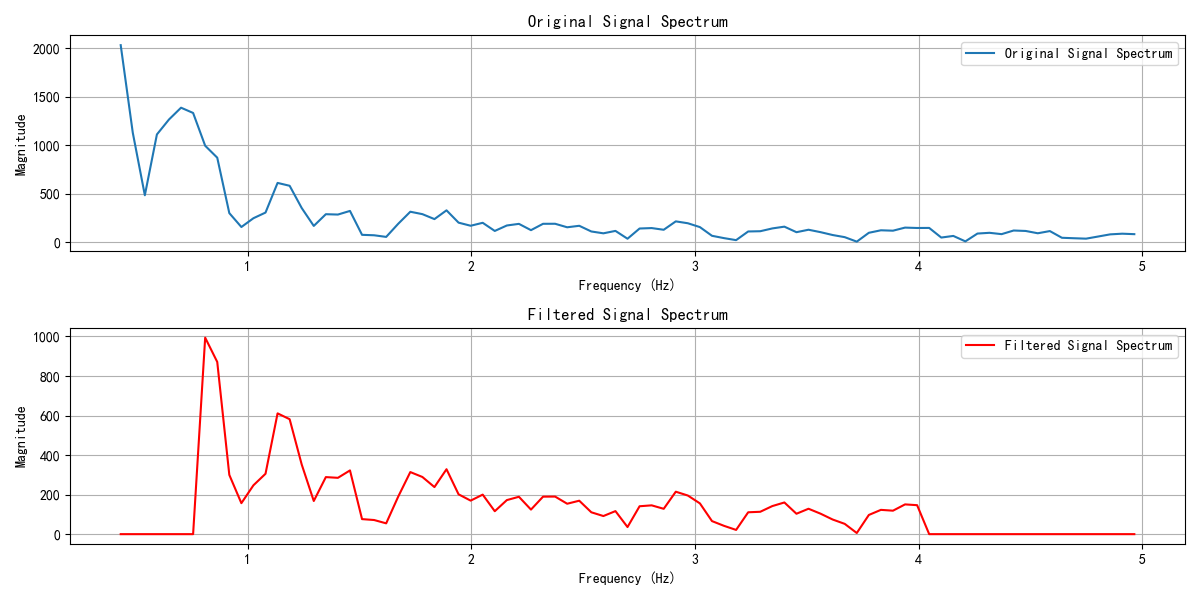 Original Signal Spectrum
2000
1500
1000
500
0
Magnitude
Original Signal Spectrum
1 2 3 4 5
Frequency (Hz)
Filtered Signal Spectrum
1000
800
600
400
200
0
Magnitude
Filtered Signal Spectrum
1 2 3 4 5
Frequency (Hz)